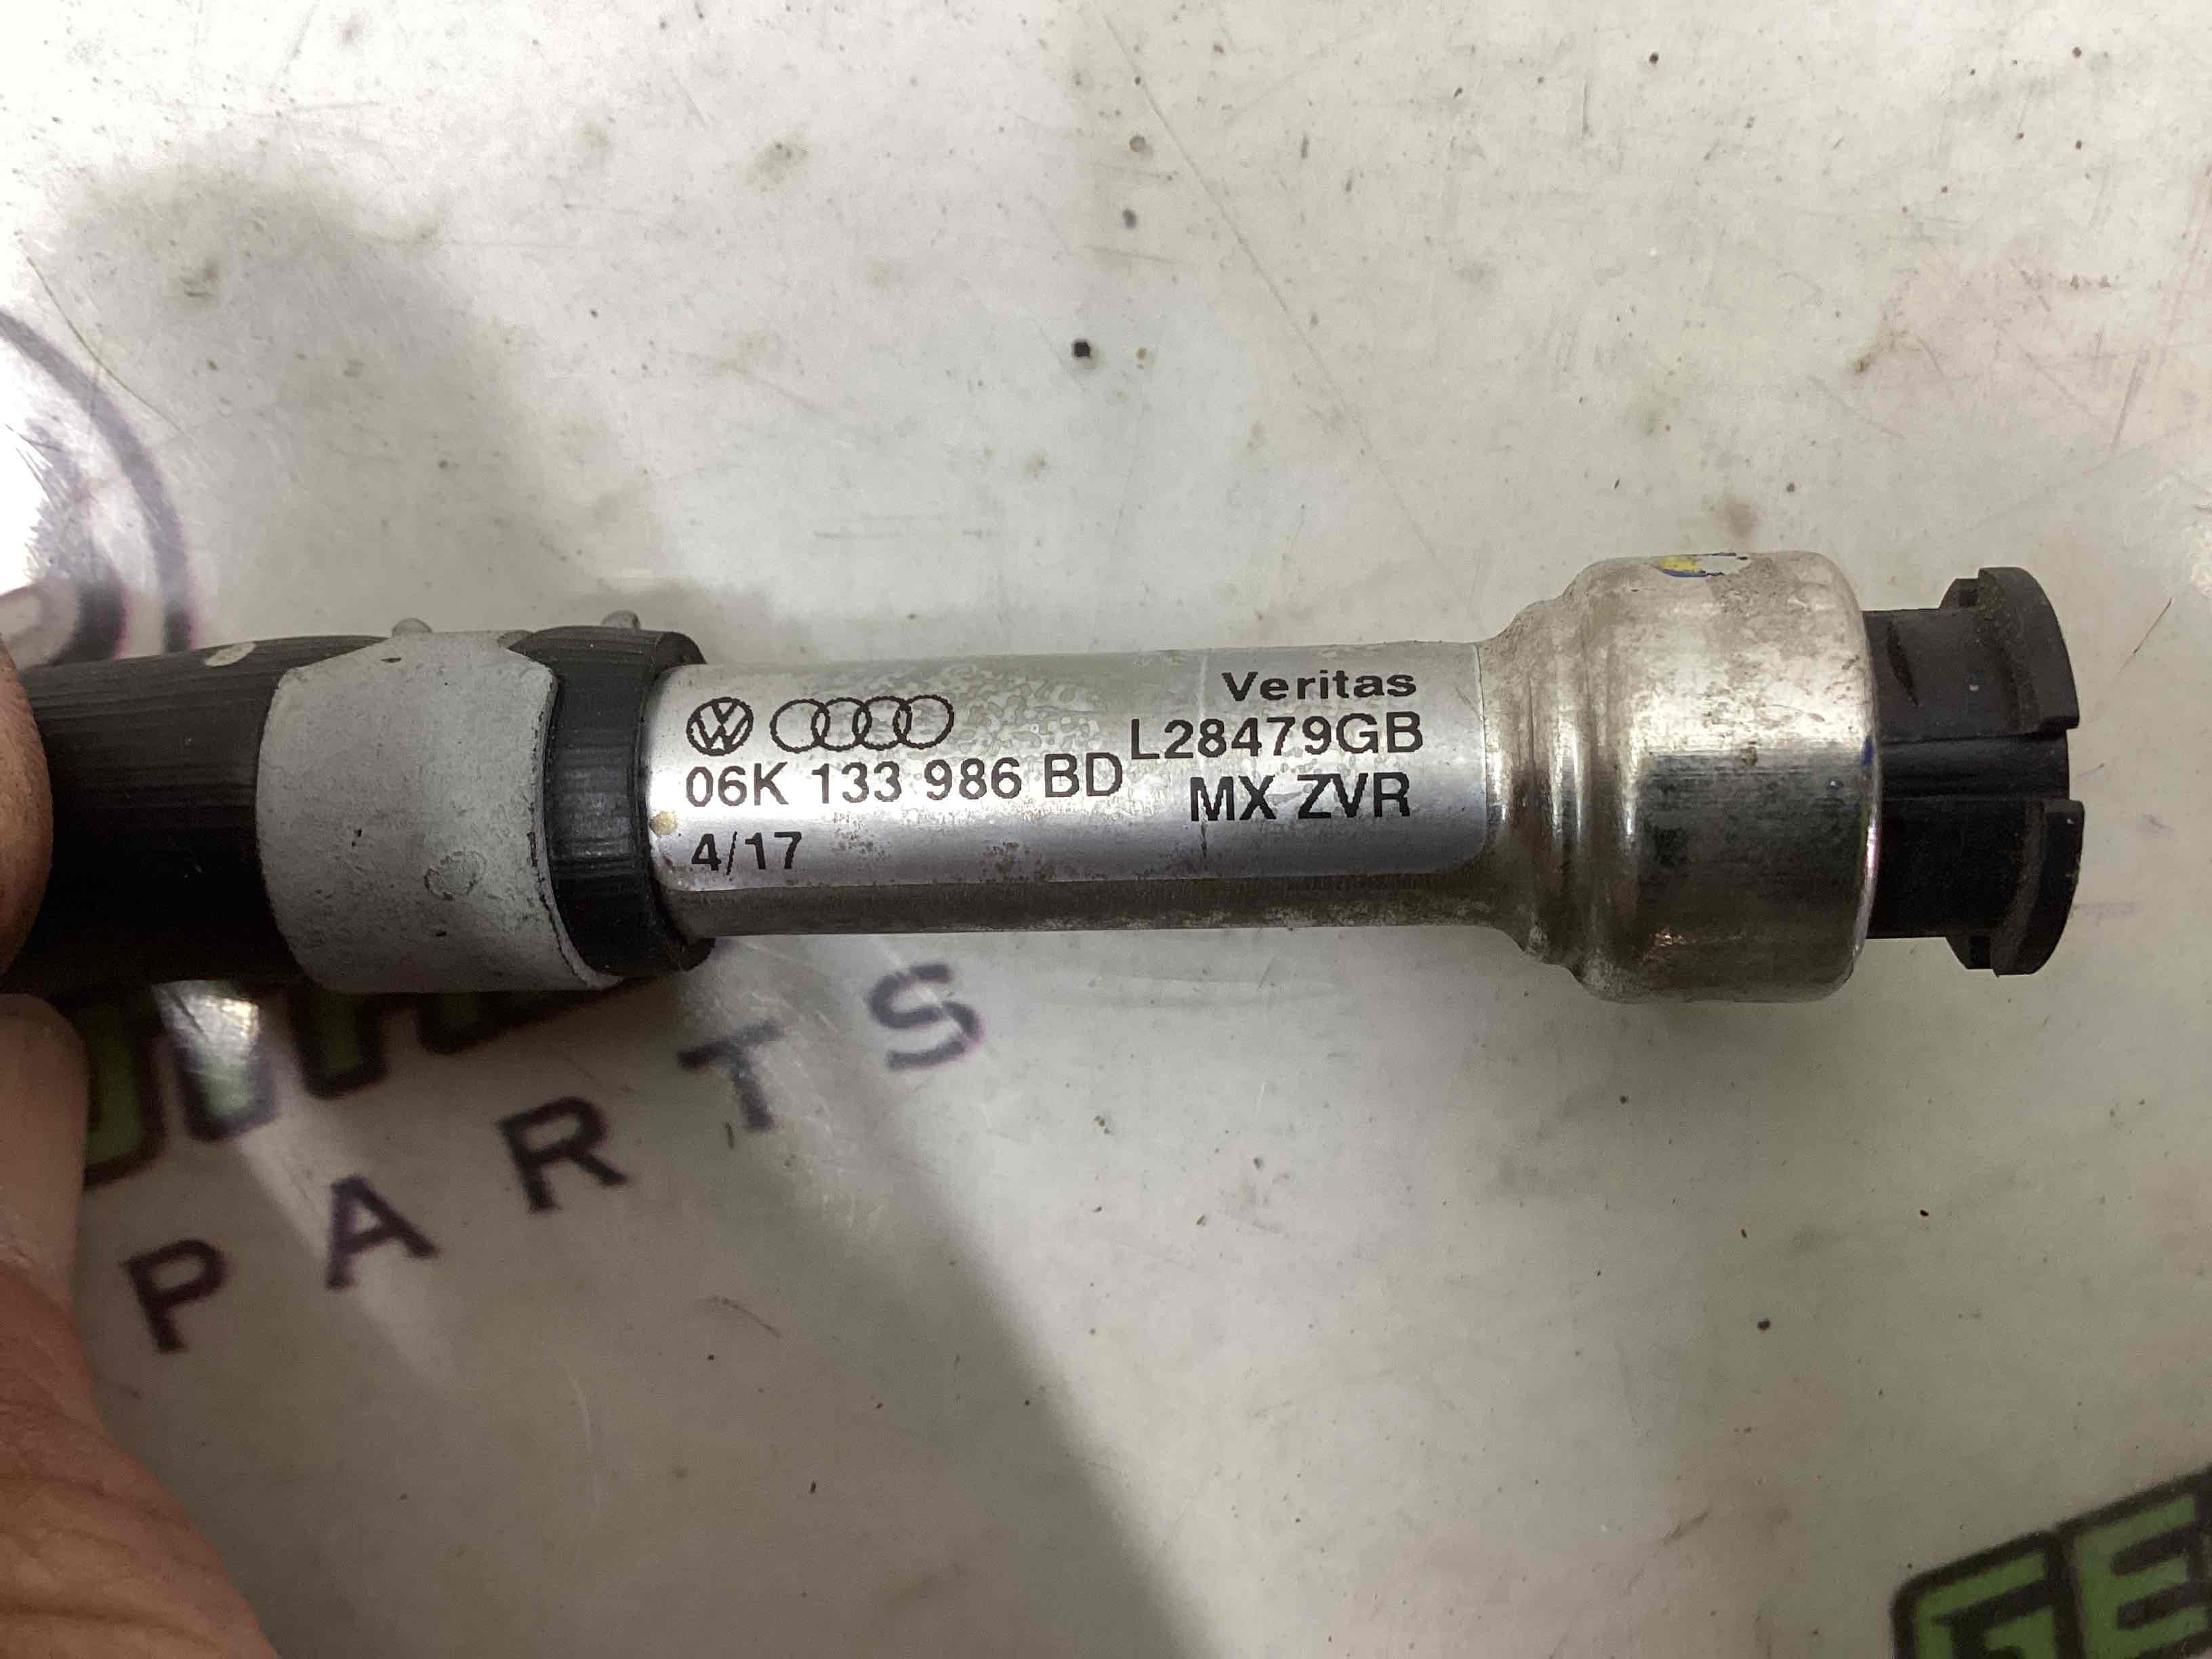 Veritas
L28479GB
06K 133 986 BD
MX ZVR
4/17
PARTS